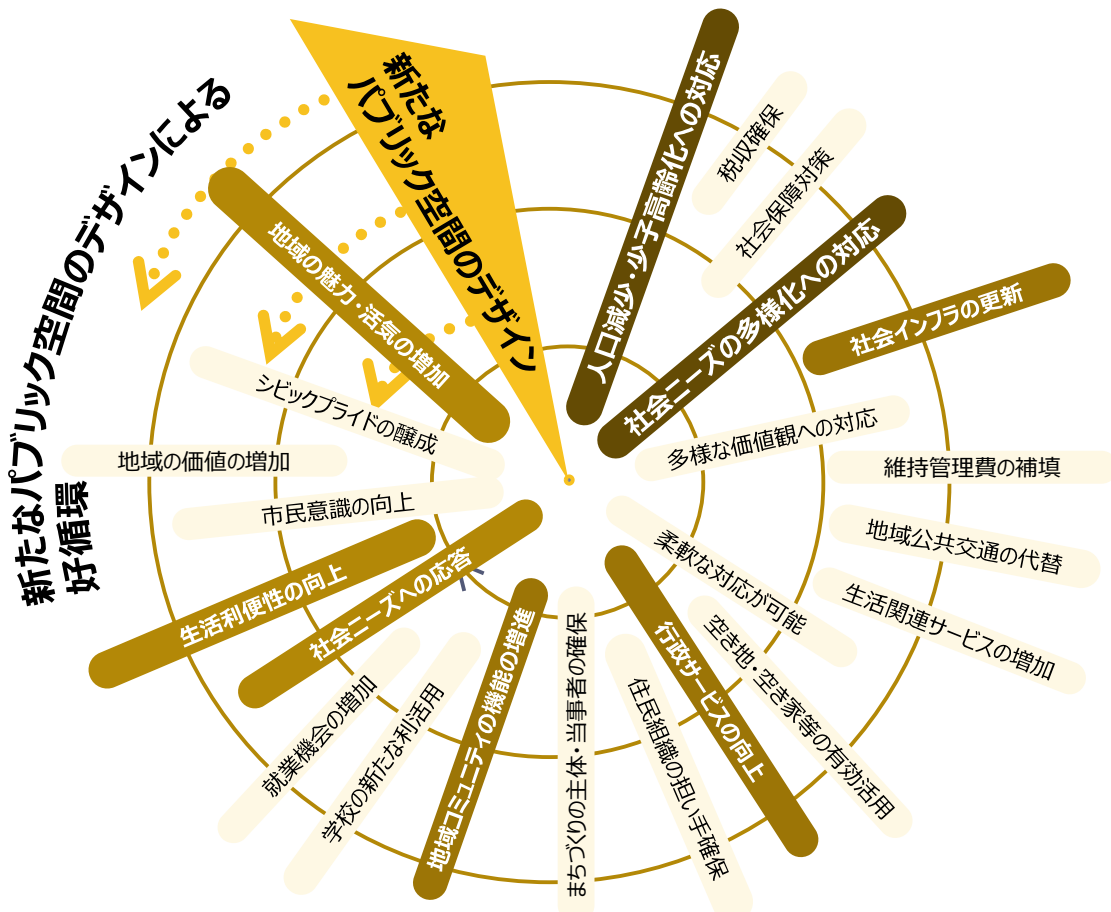 新たなパブリック空間のデザインによる
好循環
新たな
パブリック空間のデザイン
人口減少・少子高齢化への対応
税収確保
社会保障対策
社会ニーズの多様化への対応
社会インフラの更新
多様な価値観への対応
維持管理費の補填
地域公共交通の代替
生活関連サービスの増加
柔軟な対応が可能
空き地・空き家等の有効活用
行政サービスの向上
住民組織の担い手確保
まちづくりの主体・当事者の確保
地域コミュニティの機能の増進
学校の新たな利活用
就業機会の増加
社会ニーズへの応答
生活利便性の向上
市民意識の向上
地域の価値の増加
シビックプライドの醸成
地域の魅力・活気の増加